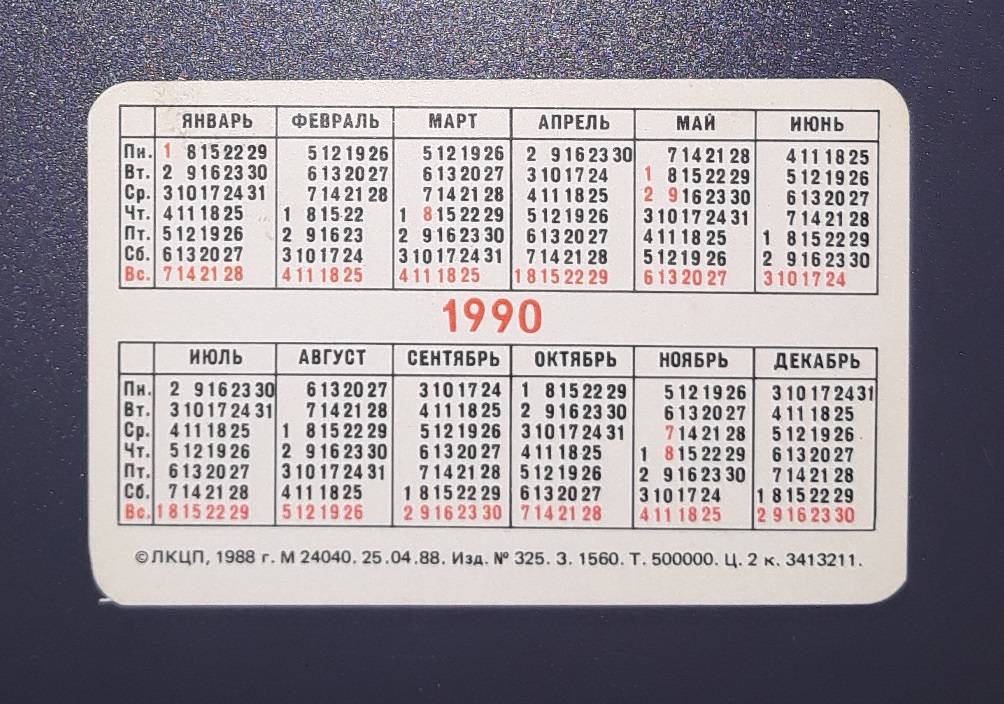 ЯНВАРЬ ФЕВРАЛЬ МАРТ АПРЕЛЬ МАЙ ИЮНЬ
Пн. 1 8 15 22 29 5 12 19 26 5 12 19 26 2 9 16 23 30 7 14 21 28 4 11 18 25
Вт. 2 9 16 23 30 6 13 20 27 6 13 20 27 3 10 17 24 1 8 15 22 29 5 12 19 26
Ср. 3 10 17 24 31 7 14 21 28 7 14 21 28 4 11 18 25 2 9 16 23 30 6 13 20 27
Чт. 4 11 18 25 1 8 15 22 1 8 15 22 29 5 12 19 26 3 10 17 24 31 7 14 21 28
Пт. 5 12 19 26 2 9 16 23 2 9 16 23 30 6 13 20 27 4 11 18 25 1 8 15 22 29
Сб. 6 13 20 27 3 10 17 24 3 10 17 24 31 7 14 21 28 5 12 19 26 2 9 16 23 30
Вс. 7 14 21 28 4 11 18 25 4 11 18 25 1 8 15 22 29 6 13 20 27 3 10 17 24
1990
ИЮЛЬ АВГУСТ СЕНТЯБРЬ ОКТЯБРЬ НОЯБРЬ ДЕКАБРЬ
Пн. 2 9 16 23 30 6 13 20 27 3 10 17 24 1 8 15 22 29 5 12 19 26 3 10 17 24 31
Вт. 3 10 17 24 31 7 14 21 28 4 11 18 25 2 9 16 23 30 6 13 20 27 4 11 18 25
Ср. 4 11 18 25 1 8 15 22 29 5 12 19 26 3 10 17 24 31 7 14 21 28 5 12 19 26
Чт. 5 12 19 26 2 9 16 23 30 6 13 20 27 4 11 18 25 1 8 15 22 29 6 13 20 27
Пт. 6 13 20 27 3 10 17 24 31 7 14 21 28 5 12 19 26 2 9 16 23 30 7 14 21 28
Сб. 7 14 21 28 4 11 18 25 1 8 15 22 29 6 13 20 27 3 10 17 24 1 8 15 22 29
Вс. 1 8 15 22 29 5 12 19 26 2 9 16 23 30 7 14 21 28 4 11 18 25 2 9 16 23 30
©ЛКЦП, 1988 г. М 24040. 25.04.88. Изд. № 325. З. 1560. Т. 500000. Ц. 2 к. 3413211.